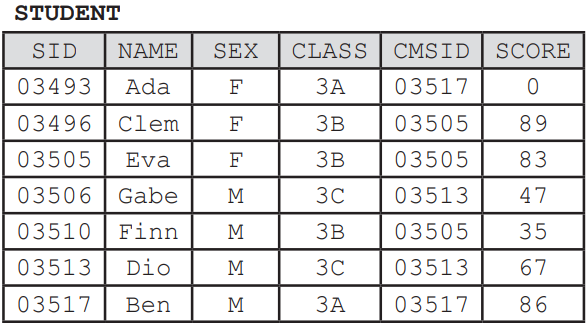 STUDENT
SID NAME SEX CLASS CMSID SCORE
03493 Ada F 3A 03517 0
03496 Clem F 3B 03505 89
03505 Eva F 3B 03505 83
03506 Gabe M 3C 03513 47
03510 Finn M 3B 03505 35
03513 Dio M 3C 03513 67
03517 Ben M 3A 03517 86